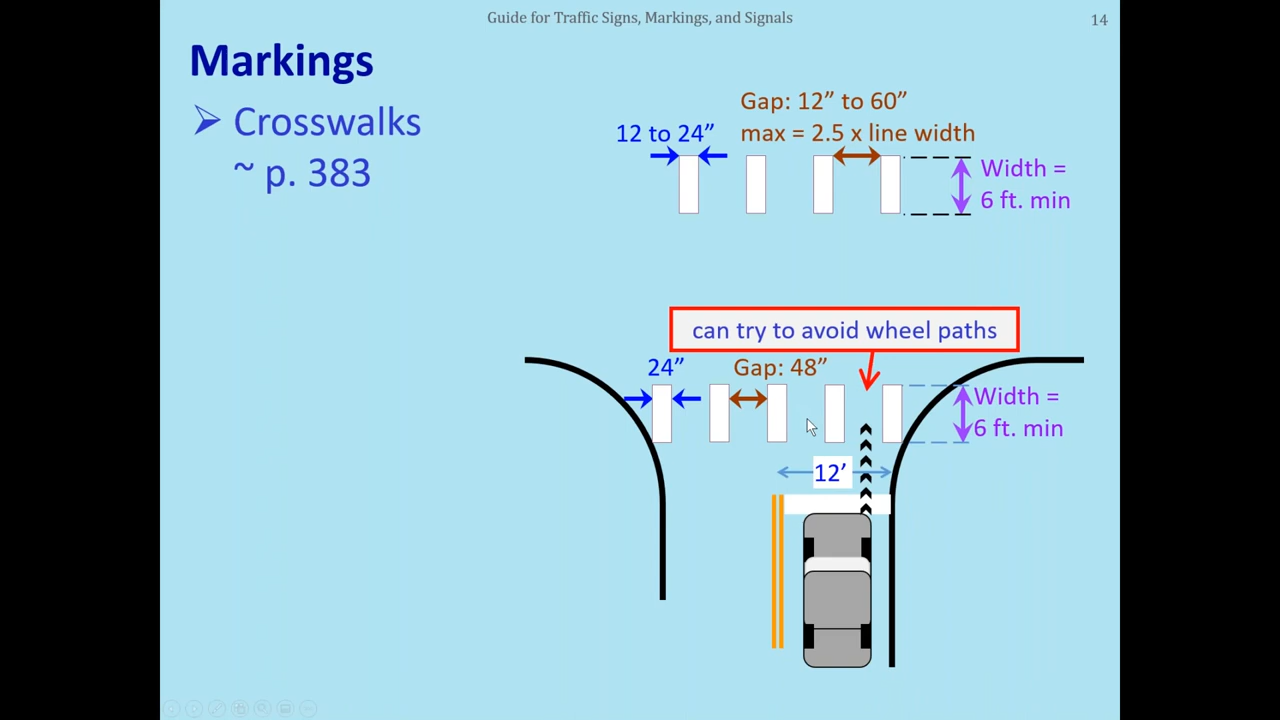 Guide for Traffic Signs, Markings, and Signals
14
Markings
Crosswalks
~ p. 383
Gap: 12” to 60”
12 to 24”
max = 2.5 x line width
Width =
6 ft. min
can try to avoid wheel paths
24”
Gap: 48”
Width =
6 ft. min
12’